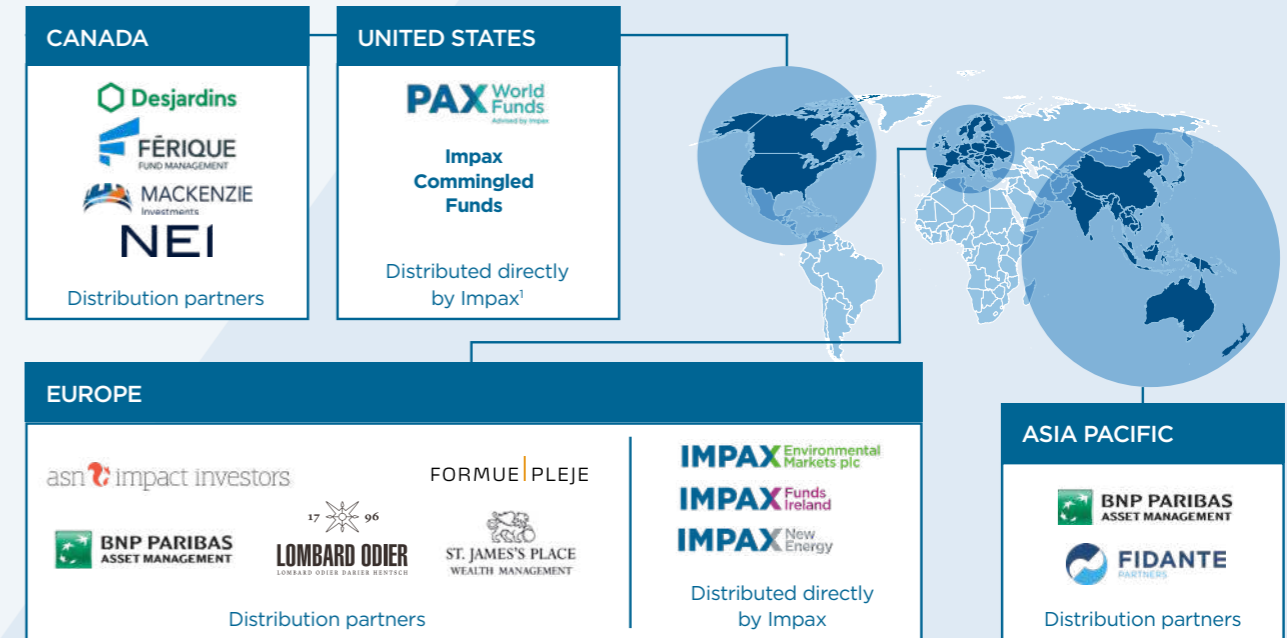 CANADA
Desjardins
FÉRIQUE
FUND MANAGEMENT
MACKENZIE
Investments
NEI
Distribution partners
UNITED STATES
PAX World
Funds
Advised by Impax
Impax
Commingled
Funds
Distributed directly
by Impax¹
EUROPE
asn impact investors
FORMUE PLEJE
BNP PARIBAS
ASSET MANAGEMENT
17 96
LOMBARD ODIER
LOMBARD ODIER DARIER HENTSCH
ST. JAMES'S PLACE
WEALTH MANAGEMENT
Distribution partners
IMPAX Environmental
Markets plc
IMPAX Funds
Ireland
IMPAX New
Energy
Distributed directly
by Impax
ASIA PACIFIC
BNP PARIBAS
ASSET MANAGEMENT
FIDANTE
PARTNERS
Distribution partners